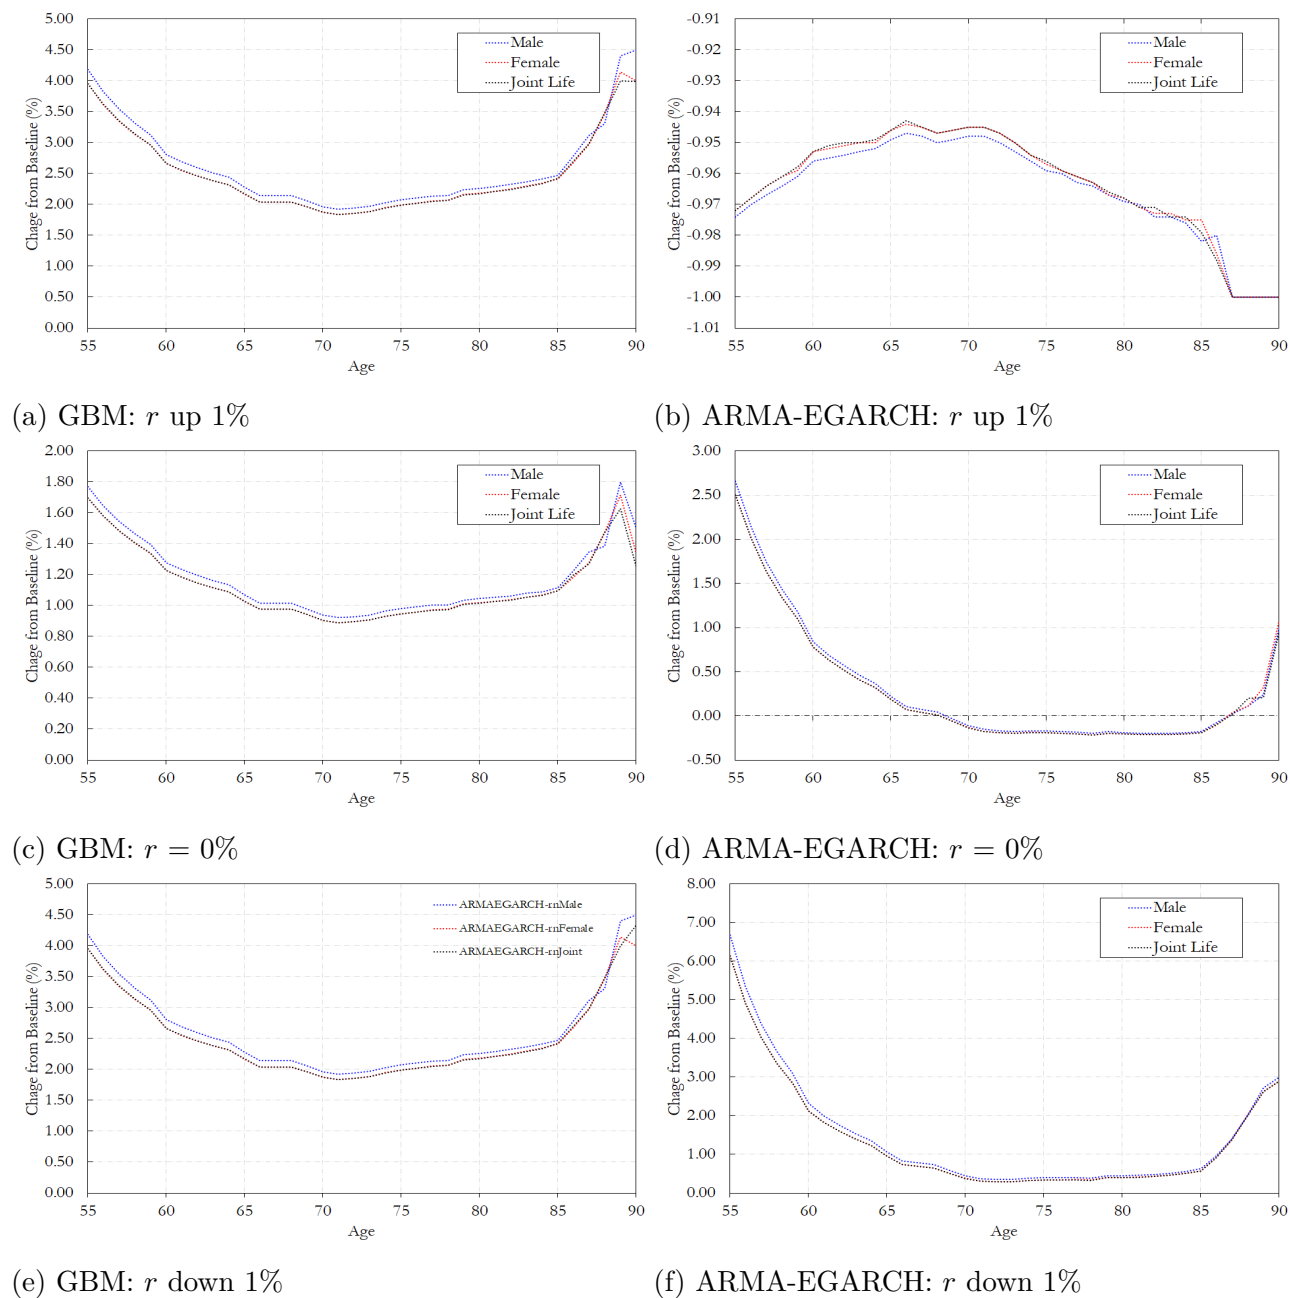 5.00
4.50
4.00
3.50
3.00
2.50
2.00
1.50
1.00
0.50
0.00
55 60 65 70 75 80 85 90
Chage from Baseline (%)
Age
Male
Female
Joint Life
-0.91
-0.92
-0.93
-0.94
-0.95
-0.96
-0.97
-0.98
-0.99
-1.00
-1.01
55 60 65 70 75 80 85 90
Chage from Baseline (%)
Age
Male
Female
Joint Life
(a) GBM: r up 1%
(b) ARMA-EGARCH: r up 1%
2.00
1.80
1.60
1.40
1.20
1.00
0.80
0.60
0.40
0.20
0.00
55 60 65 70 75 80 85 90
Chage from Baseline (%)
Age
Male
Female
Joint Life
3.00
2.50
2.00
1.50
1.00
0.50
0.00
-0.50
55 60 65 70 75 80 85 90
Chage from Baseline (%)
Age
Male
Female
Joint Life
(c) GBM: r = 0%
(d) ARMA-EGARCH: r = 0%
5.00
4.50
4.00
3.50
3.00
2.50
2.00
1.50
1.00
0.50
0.00
55 60 65 70 75 80 85 90
Chage from Baseline (%)
Age
ARMAEGARCH-rnMale
ARMAEGARCH-rnFemale
ARMAEGARCH-rnJoint
8.00
7.00
6.00
5.00
4.00
3.00
2.00
1.00
0.00
55 60 65 70 75 80 85 90
Chage from Baseline (%)
Age
Male
Female
Joint Life
(e) GBM: r down 1%
(f) ARMA-EGARCH: r down 1%